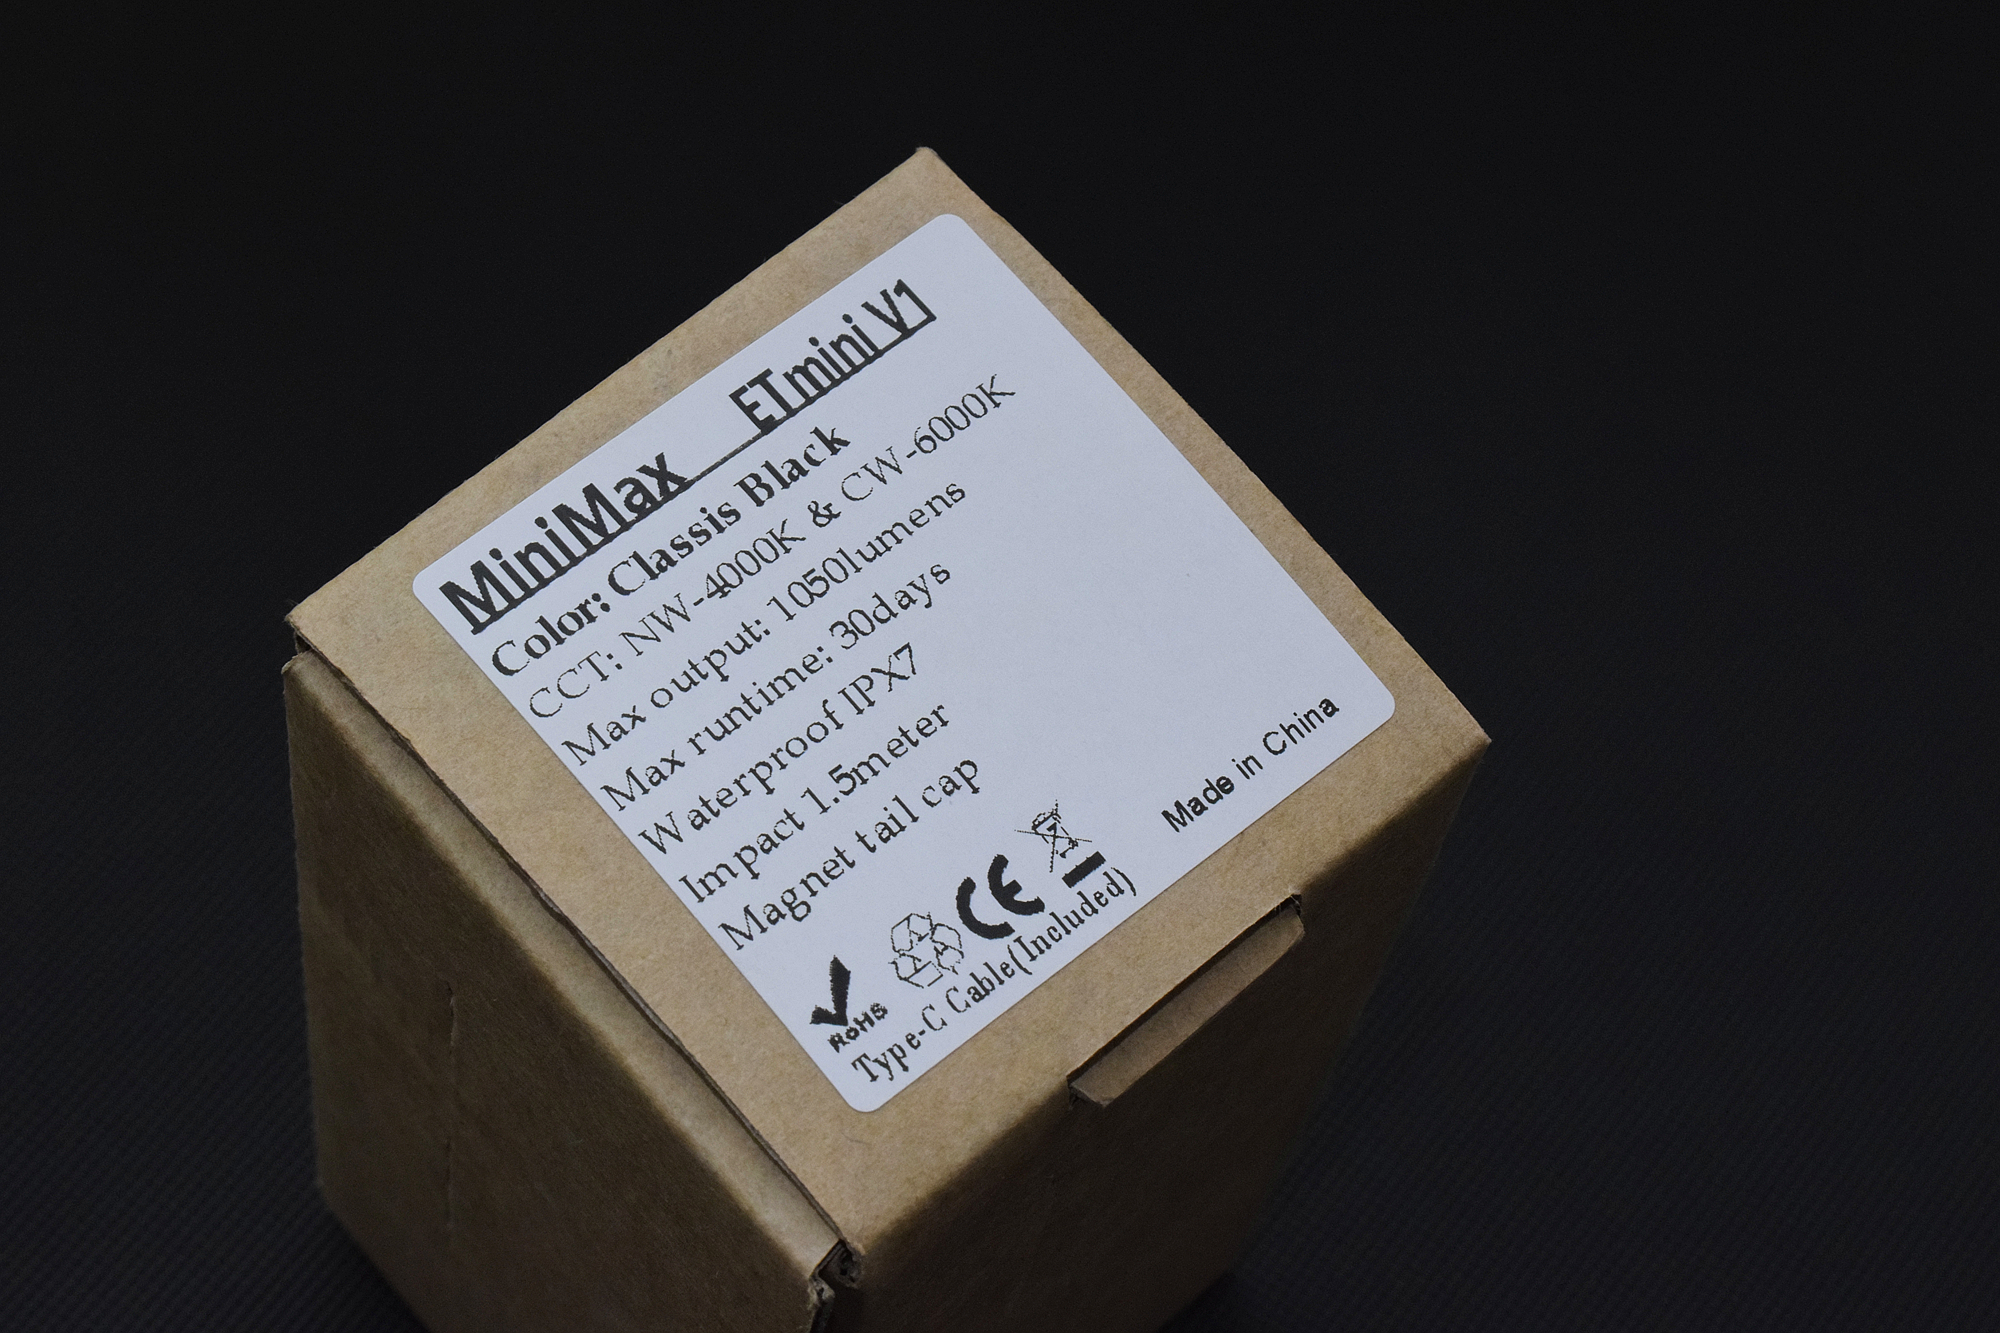 MiniMax ETmini V1
Color: Classis Black
CCT: NW-4000K & CW-6000K
Max output: 1050lumens
Max runtime: 30days
Waterproof IPX7
Impact 1.5meter
Magnet tail cap
RoHS CE
Type-C Cable(Included)
Made in China